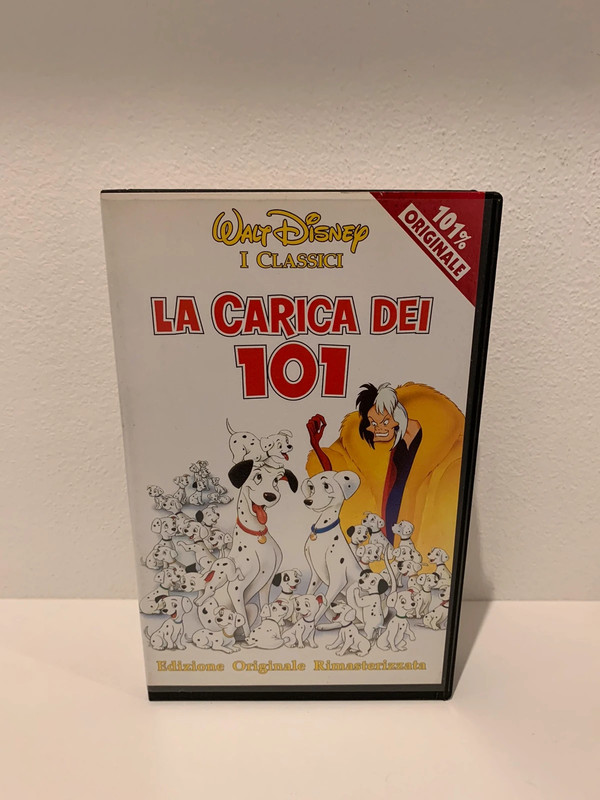 WALT DISNEY
I CLASSICI
101%
ORIGINALE
LA CARICA DEI
101
Edizione Originale Rimasterizzata